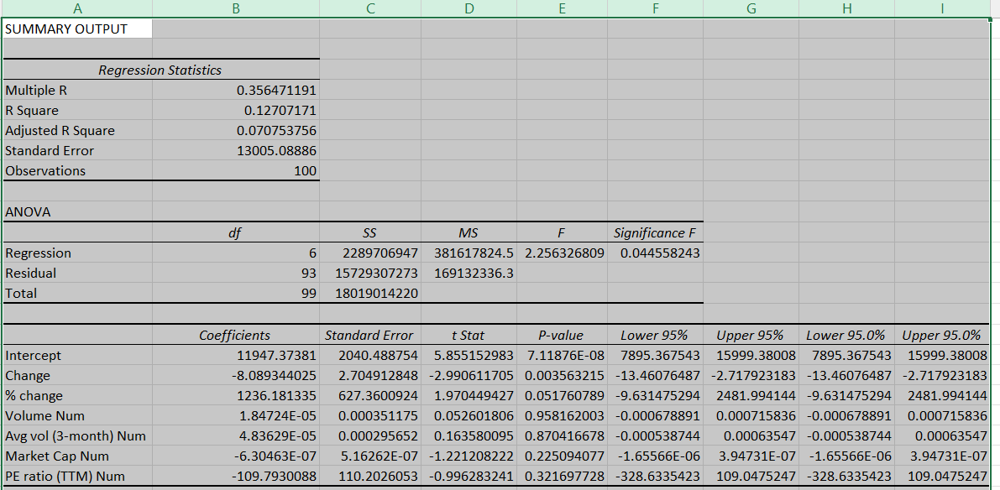 A B C D E F G H I
SUMMARY OUTPUT
Regression Statistics
Multiple R 0.356471191
R Square 0.12707171
Adjusted R Square 0.070753756
Standard Error 13005.08886
Observations 100
ANOVA
df SS MS F Significance F
Regression 6 2289706947 381617824.5 2.256326809 0.044558243
Residual 93 15729307273 169132336.3
Total 99 18019014220
Coefficients Standard Error t Stat P-value Lower 95% Upper 95% Lower 95.0% Upper 95.0%
Intercept 11947.37381 2040.488754 5.855152983 7.11876E-08 7895.367543 15999.38008 7895.367543 15999.38008
Change -8.089344025 2.704912848 -2.990611705 0.003563215 -13.46076487 -2.717923183 -13.46076487 -2.717923183
% change 1236.181335 627.3600924 1.970449427 0.051760789 -9.631475294 2481.994144 -9.631475294 2481.994144
Volume Num 1.84724E-05 0.000351175 0.052601806 0.958162003 -0.000678891 0.000715836 -0.000678891 0.000715836
Avg vol (3-month) Num 4.83629E-05 0.000295652 0.163580095 0.870416678 -0.000538744 0.00063547 -0.000538744 0.00063547
Market Cap Num -6.30463E-07 5.16262E-07 -1.221208222 0.225094077 -1.65566E-06 3.94731E-07 -1.65566E-06 3.94731E-07
PE ratio (TTM) Num -109.7930088 110.2026053 -0.996283241 0.321697728 -328.6335423 109.0475247 -328.6335423 109.0475247